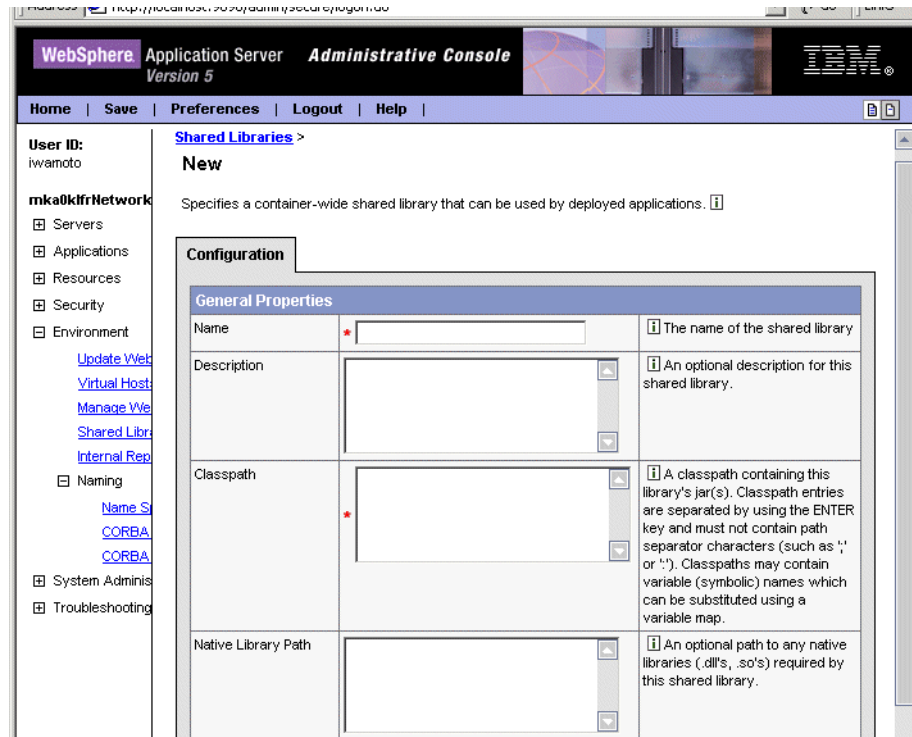 WebSphere Application Server Administrative Console
Version 5
IBM®
Home | Save | Preferences | Logout | Help |
User ID:
iwamoto
mka0klfrNetwork
Servers
Applications
Resources
Security
Environment
Update Web
Virtual Host
Manage We
Shared Libr
Internal Rep
Naming
Name S
CORBA
CORBA
System Adminis
Troubleshooting
Shared Libraries >
New
Specifies a container-wide shared library that can be used by deployed applications. i
Configuration
General Properties
Name
*
i The name of the shared library
Description
i An optional description for this
shared library.
Classpath
*
i A classpath containing this
library's jar(s). Classpath entries
are separated by using the ENTER
key and must not contain path
separator characters (such as ';'
or ':'). Classpaths may contain
variable (symbolic) names which
can be substituted using a
variable map.
Native Library Path
i An optional path to any native
libraries (.dll's, .so's) required by
this shared library.